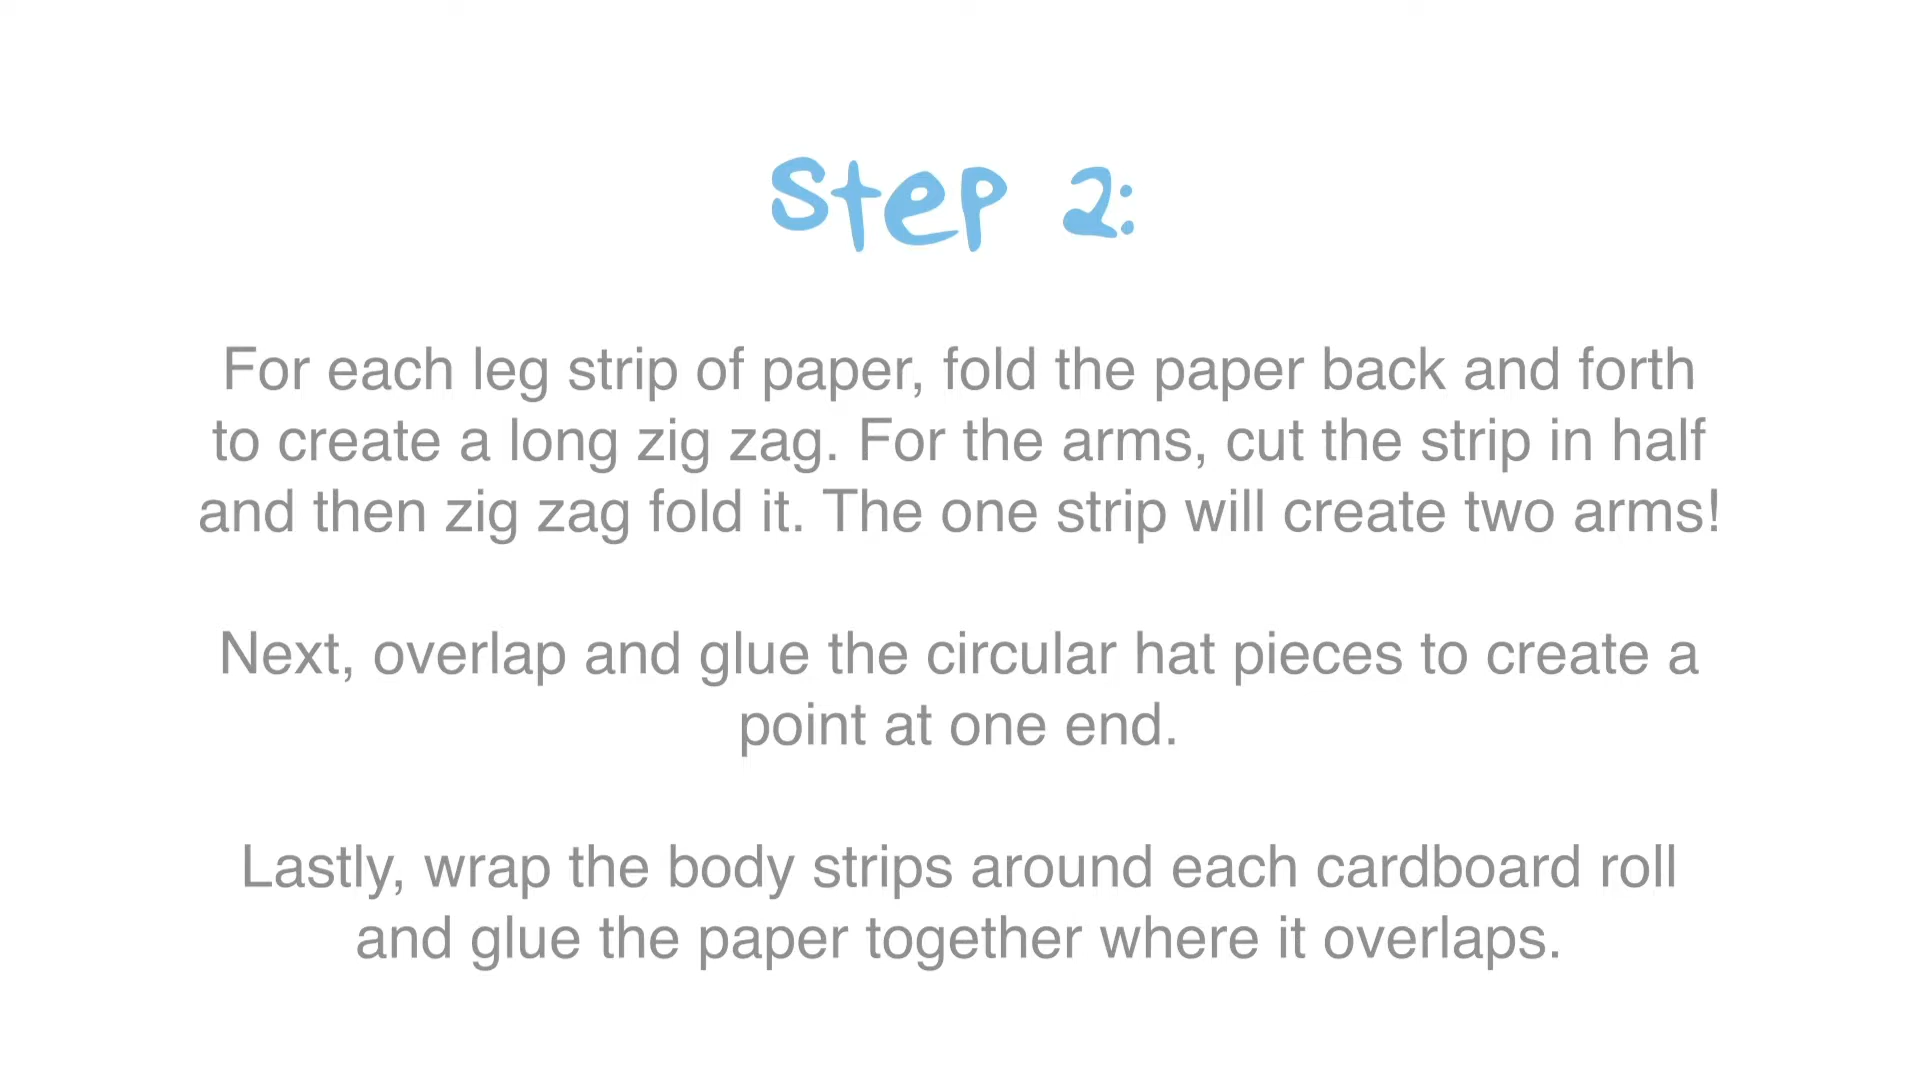 Step 2:
For each leg strip of paper, fold the paper back and forth
to create a long zig zag. For the arms, cut the strip in half
and then zig zag fold it. The one strip will create two arms!
Next, overlap and glue the circular hat pieces to create a
point at one end.
Lastly, wrap the body strips around each cardboard roll
and glue the paper together where it overlaps.